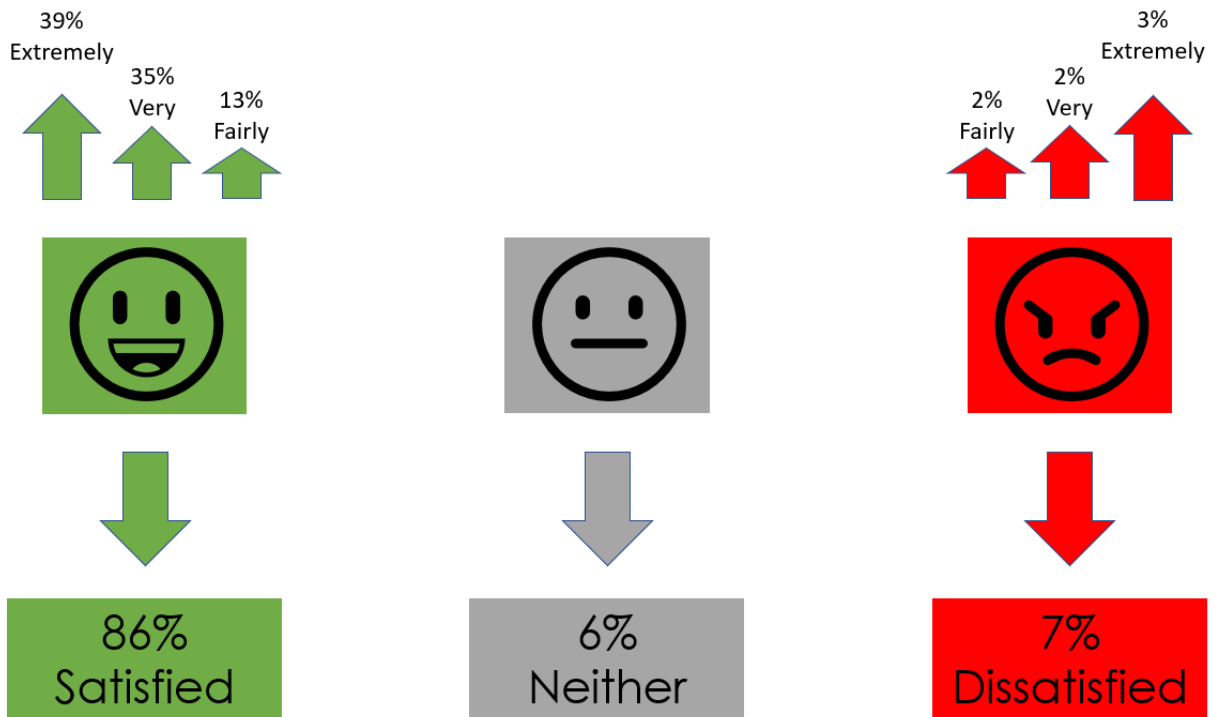 39%
Extremely
35%
Very
13%
Fairly
2%
Fairly
2%
Very
3%
Extremely
86%
Satisfied
6%
Neither
7%
Dissatisfied